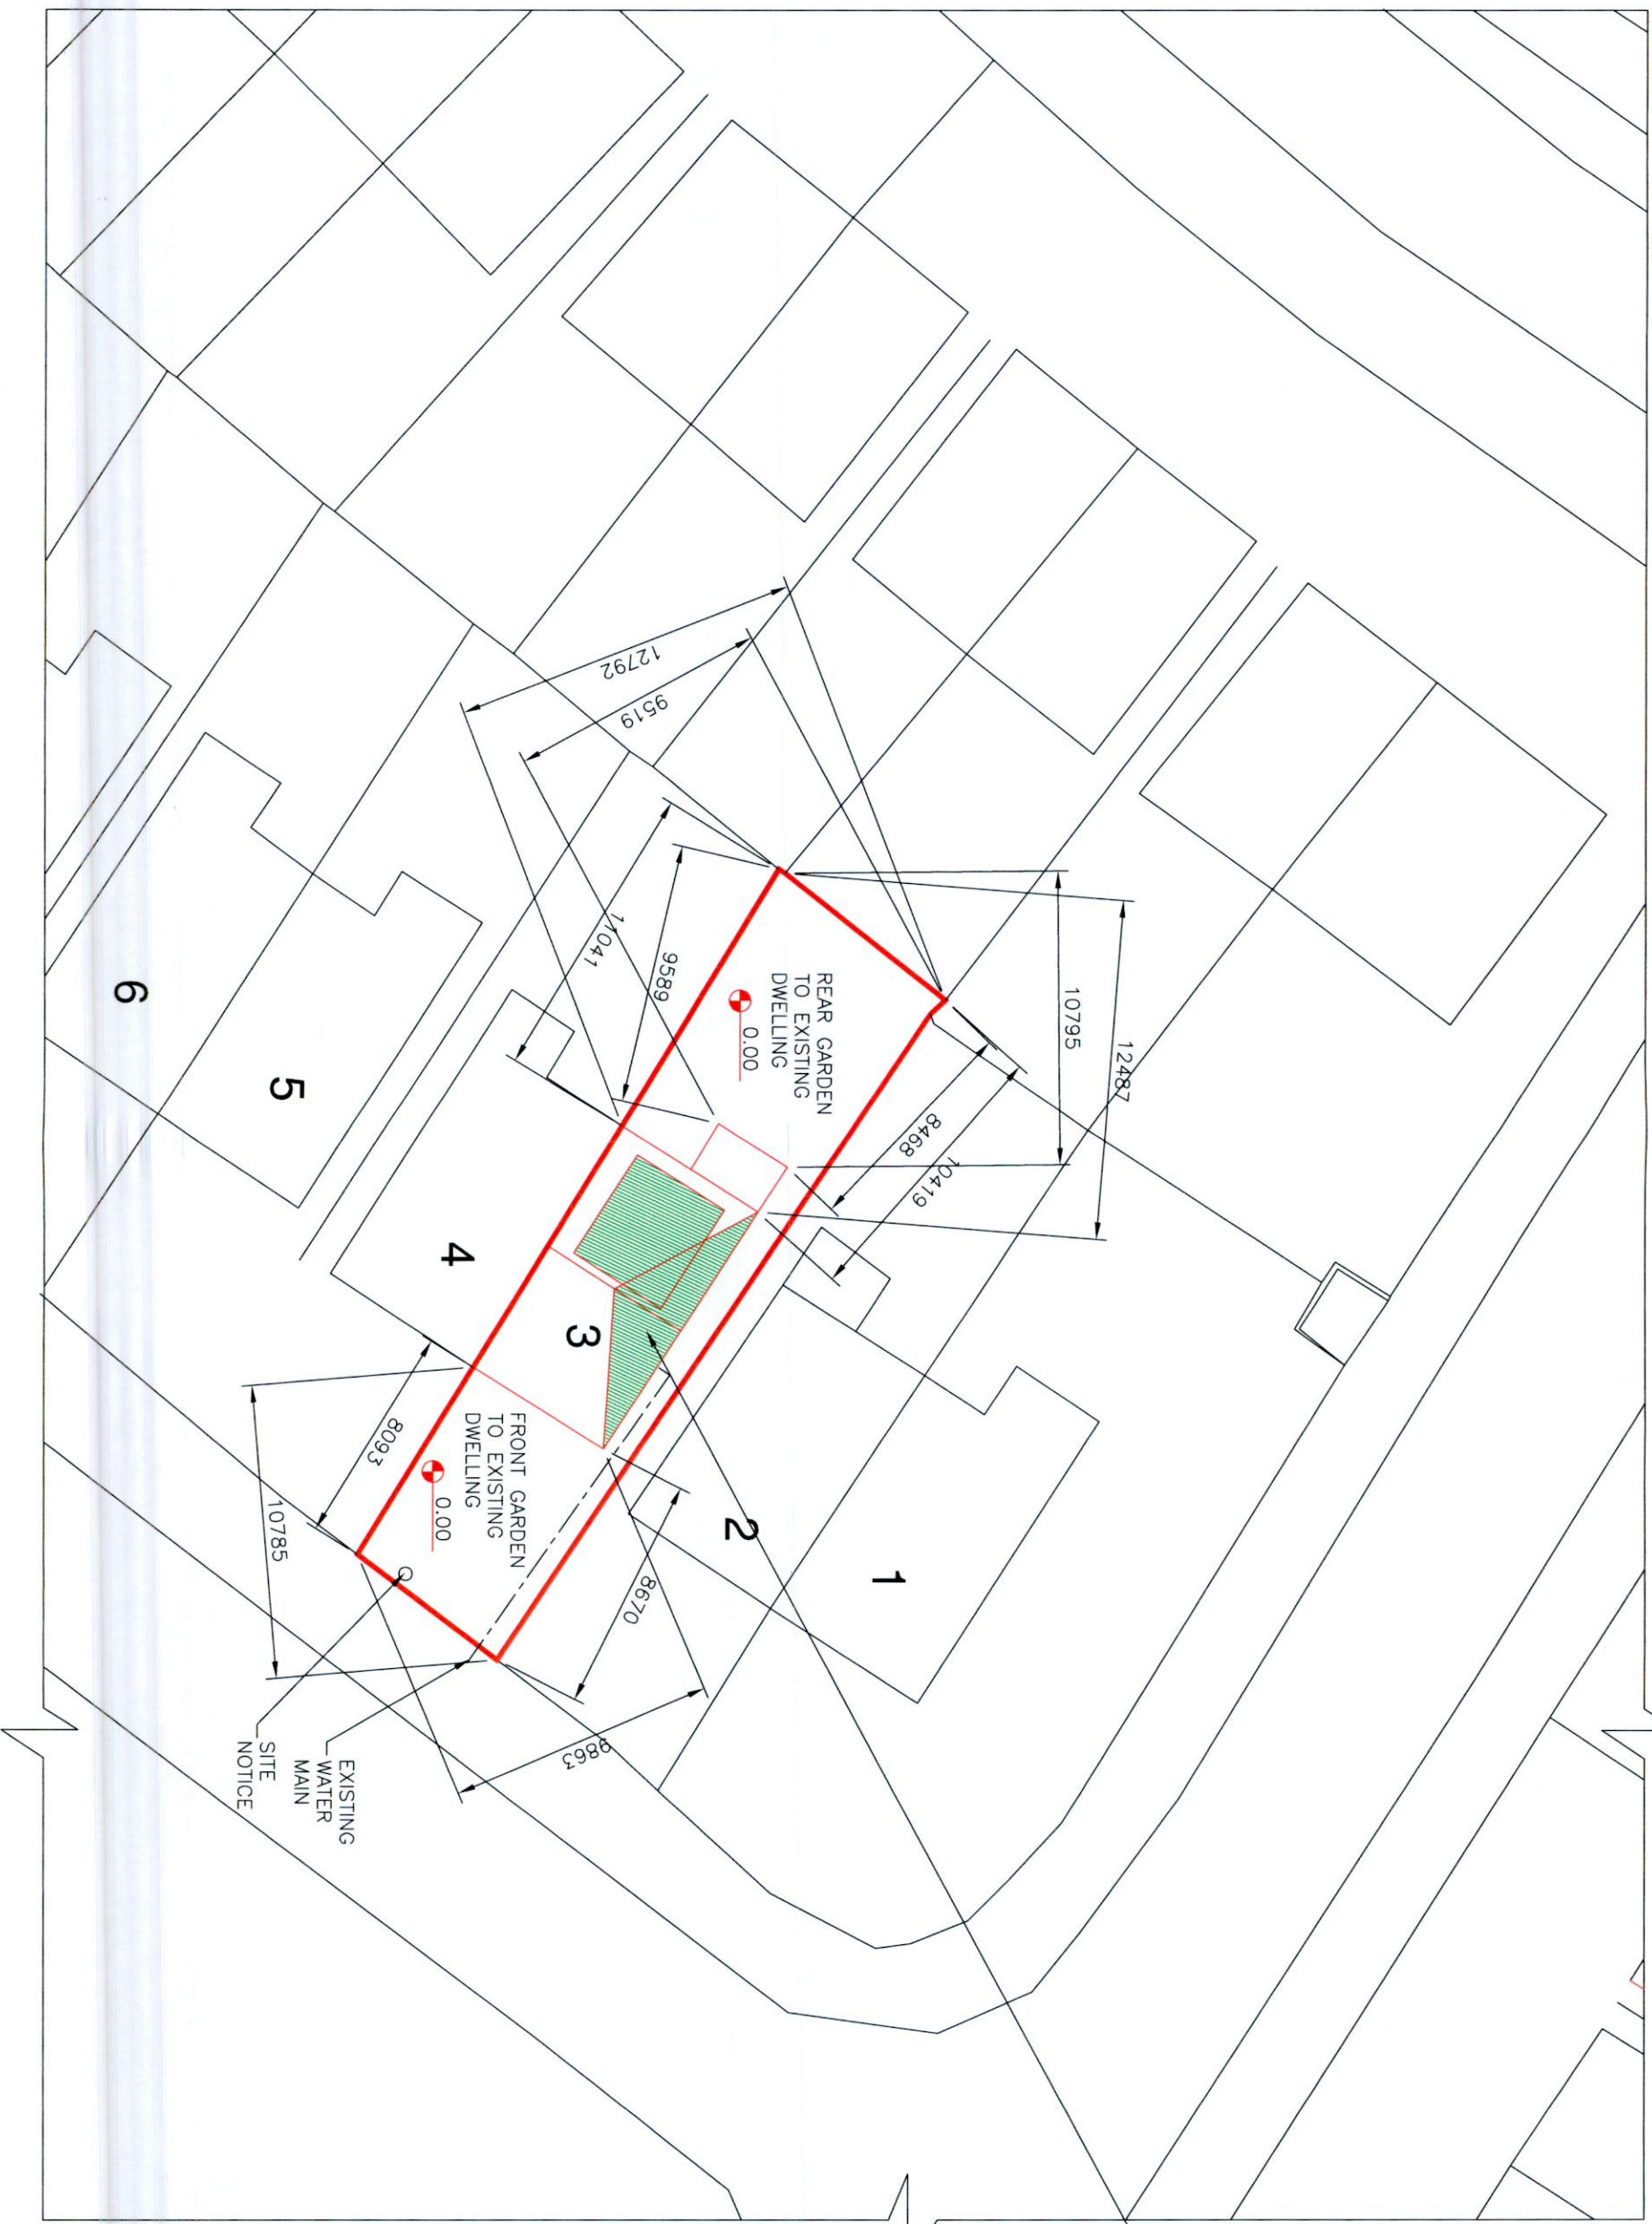 12792
9519
11041
9589
10795
12487
8468
10419
REAR GARDEN
TO EXISTING
DWELLING
0.00
6
5
4
3
2
1
FRONT GARDEN
TO EXISTING
DWELLING
0.00
8093
10785
8670
9863
SITE
NOTICE
EXISTING
WATER
MAIN